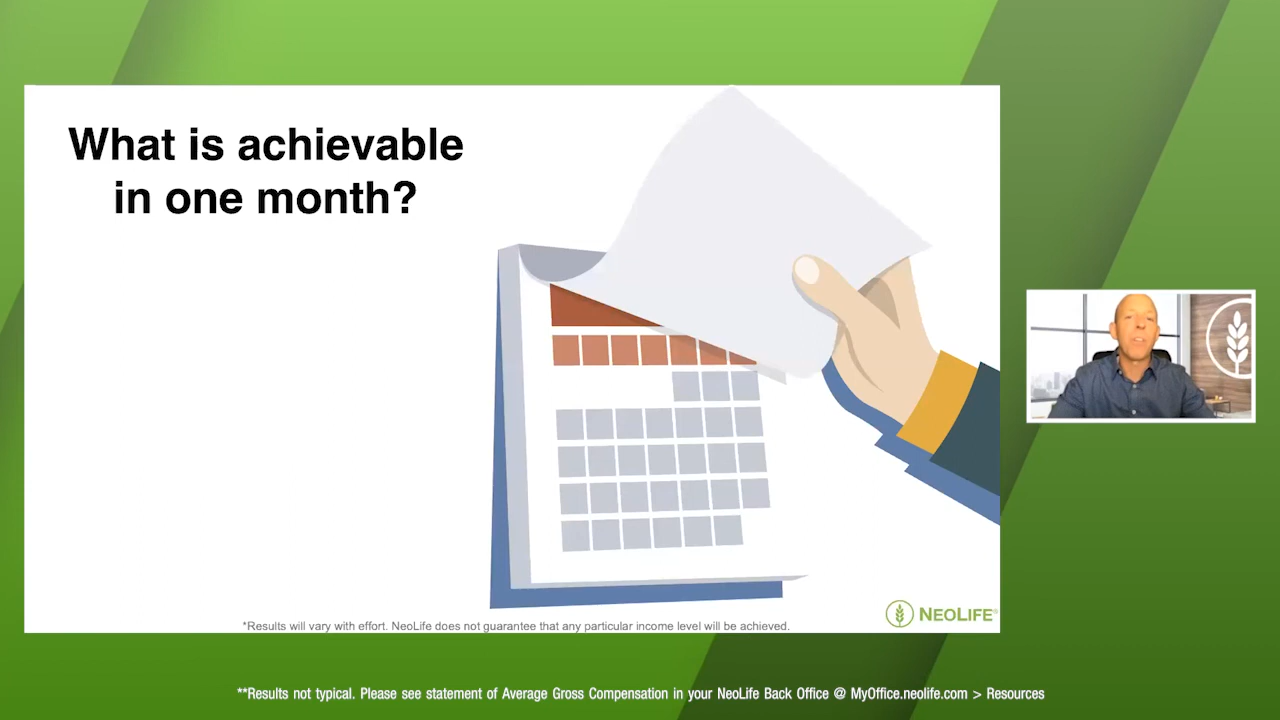 What is achievable
in one month?
NEOLIFE®
*Results will vary with effort. NeoLife does not guarantee that any particular income level will be achieved.
**Results not typical. Please see statement of Average Gross Compensation in your NeoLife Back Office @ MyOffice.neolife.com > Resources